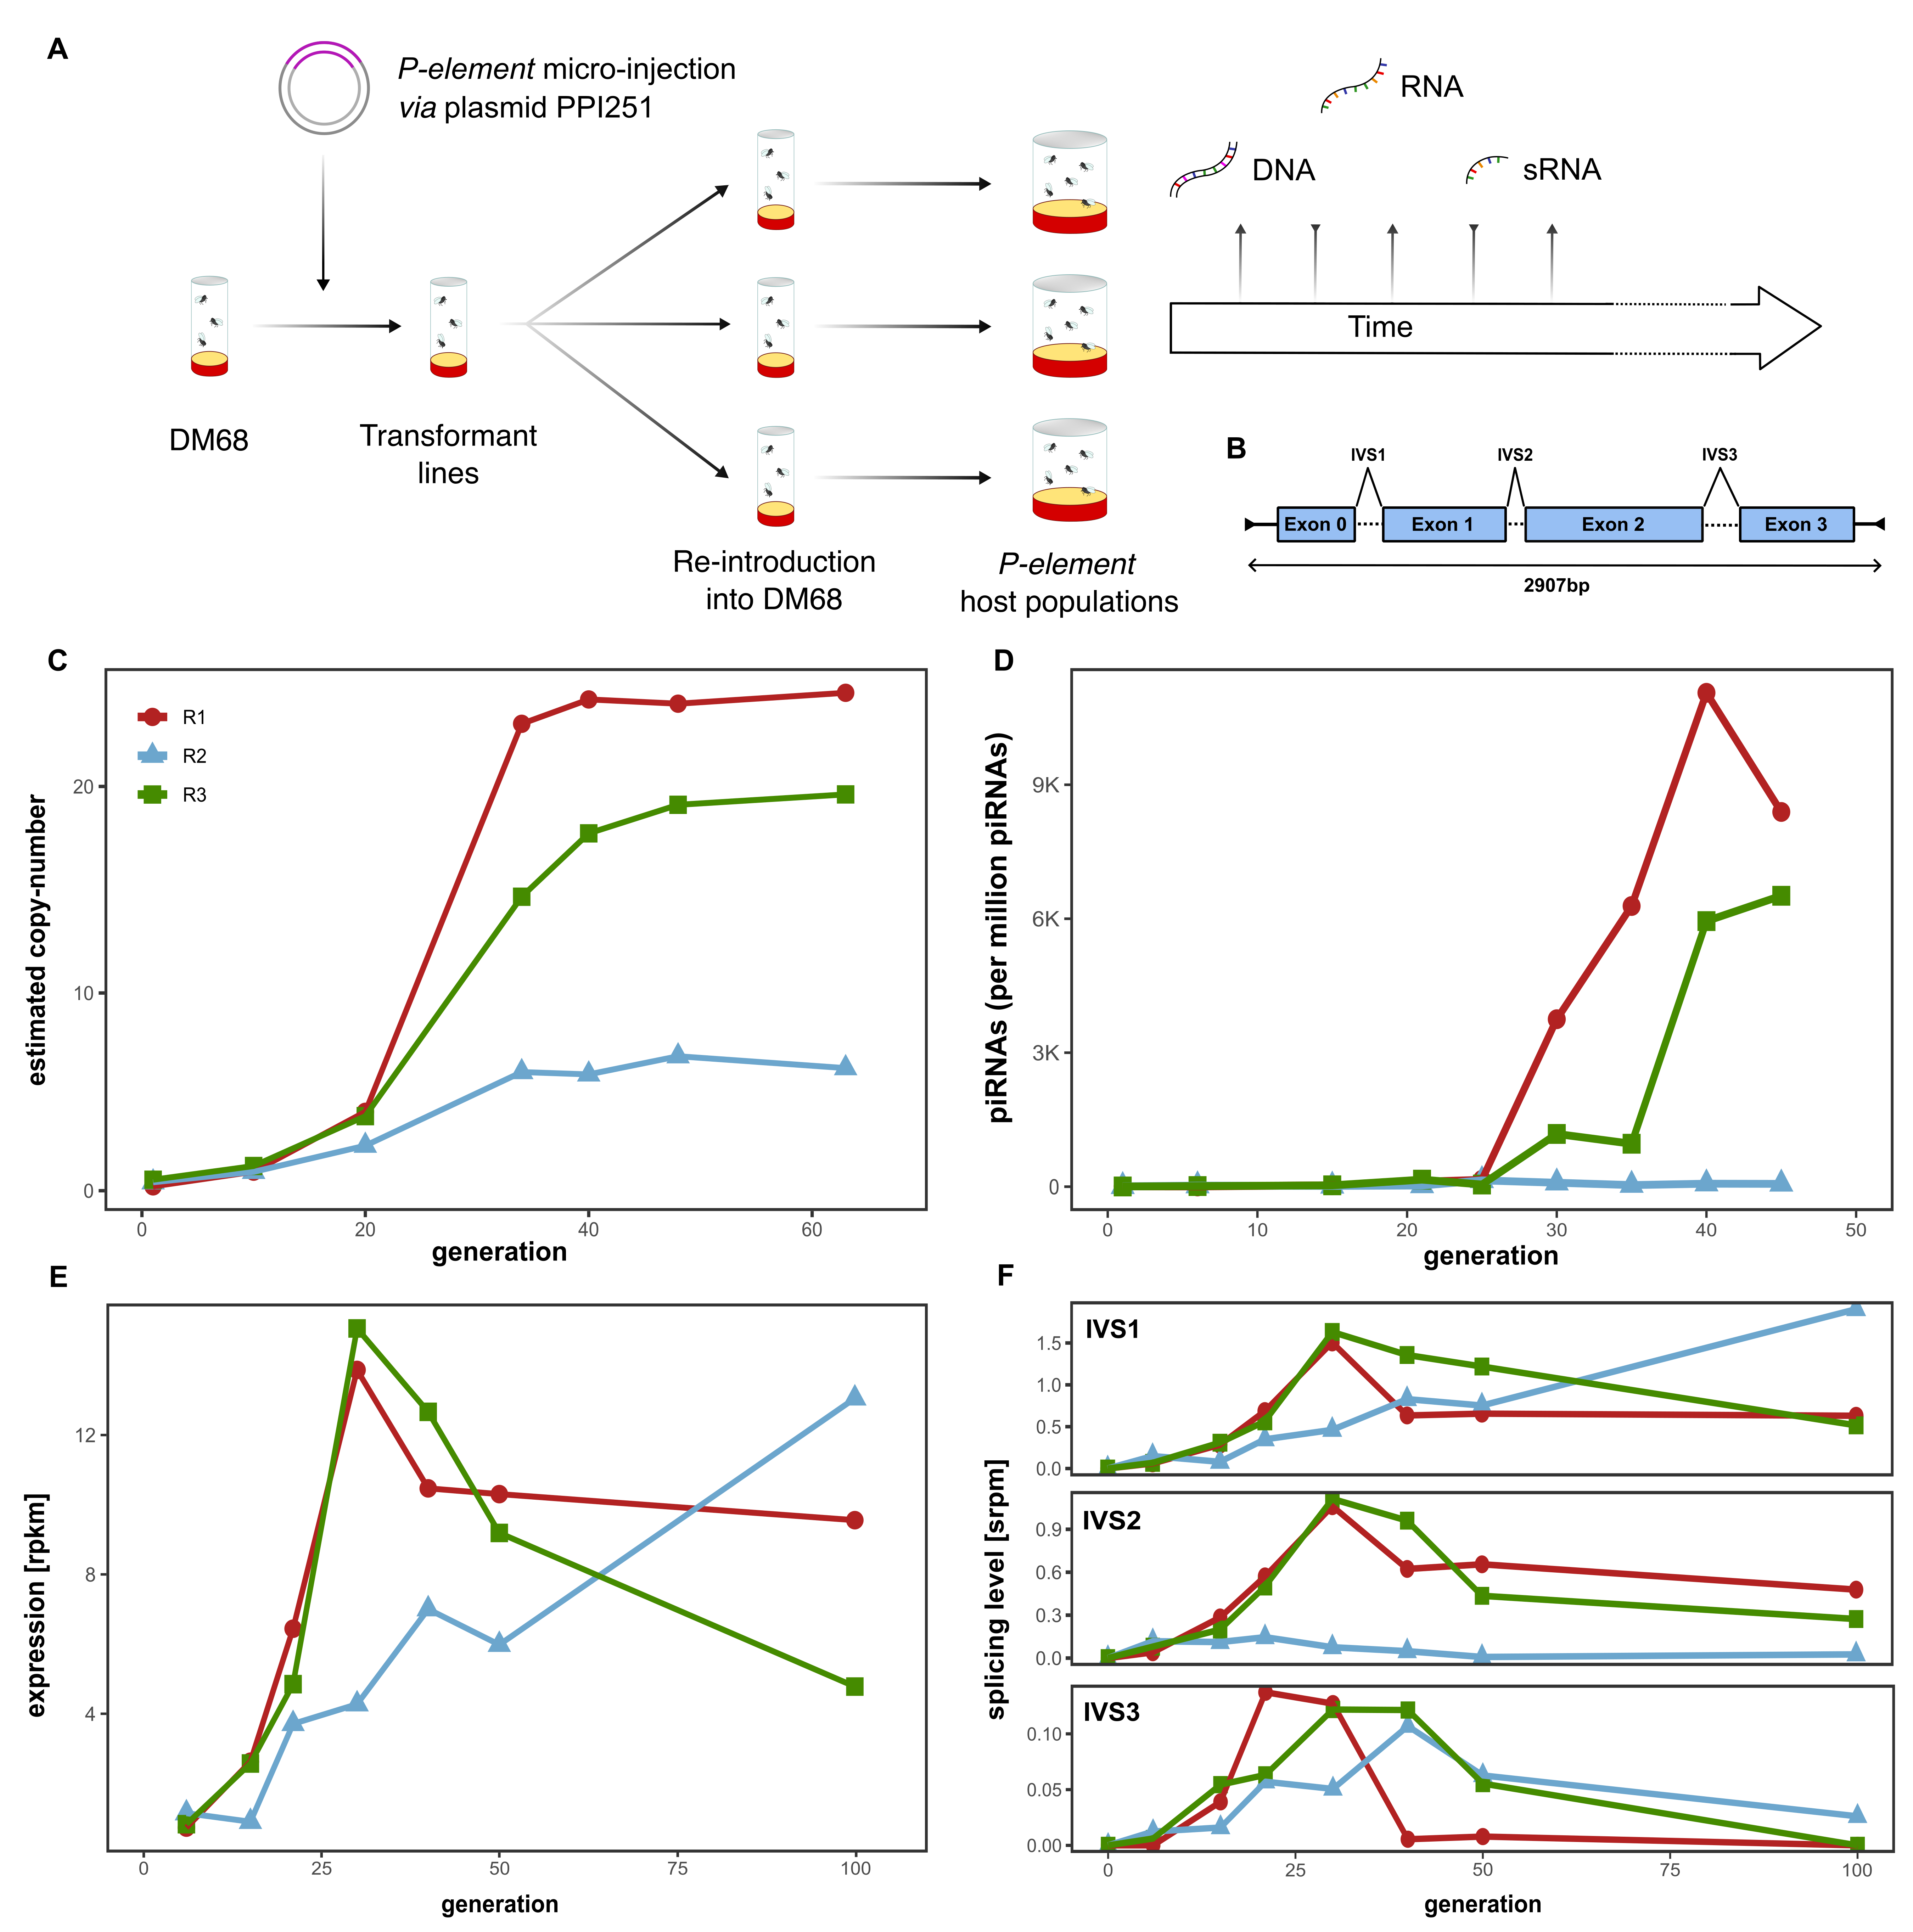 A
P-element micro-injection
via plasmid PPI251
RNA
DNA
sRNA
Time
DM68
Transformant
lines
Re-introduction
into DM68
P-element
host populations
B
IVS1
IVS2
IVS3
Exon 0
Exon 1
Exon 2
Exon 3
2907bp
C
estimated copy-number
20
10
0
R1
R2
R3
0
20
40
60
generation
D
piRNAs (per million piRNAs)
9K
6K
3K
0
0
10
20
30
40
50
generation
E
expression [rpkm]
12
8
4
0
25
50
75
100
generation
F
splicing level [srpm]
IVS1
1.5
1.0
0.5
0.0
IVS2
0.9
0.6
0.3
0.0
IVS3
0.10
0.05
0.00
0
25
50
75
100
generation